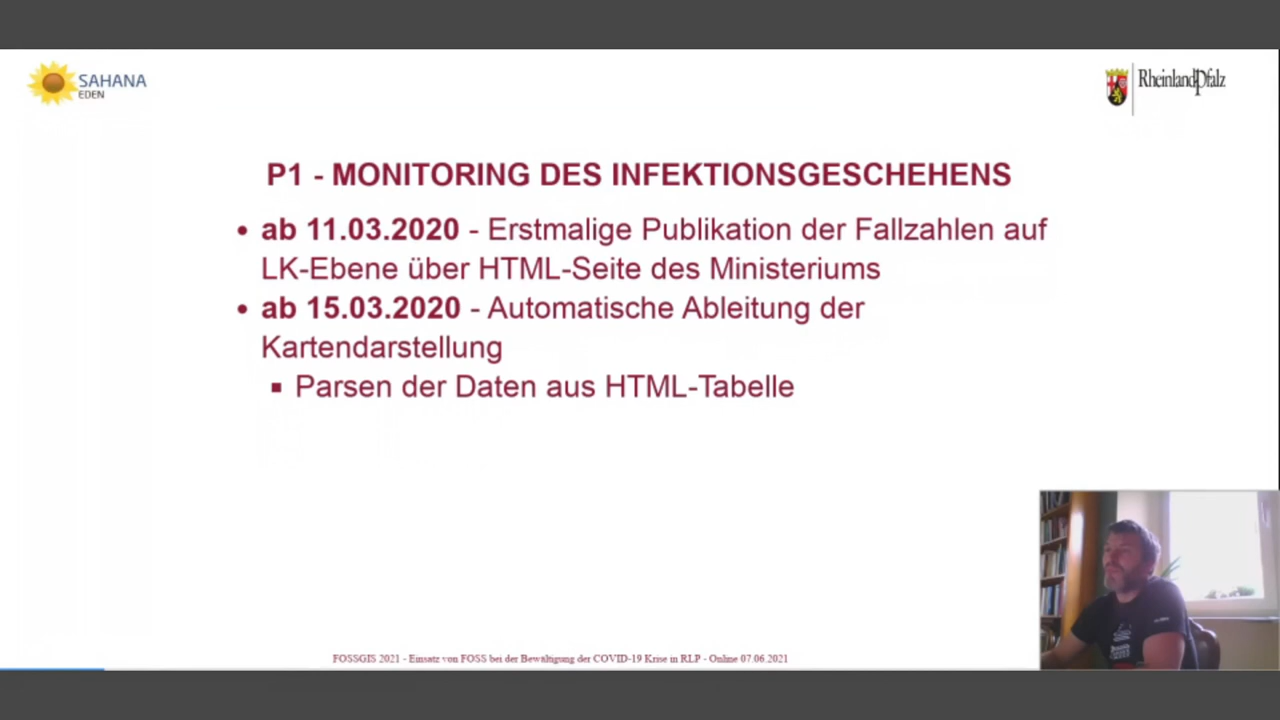 SAHANA
EDEN
RheinlandPfalz
P1 - MONITORING DES INFEKTIONSGESCHEHENS
• ab 11.03.2020 - Erstmalige Publikation der Fallzahlen auf
LK-Ebene über HTML-Seite des Ministeriums
• ab 15.03.2020 - Automatische Ableitung der
Kartendarstellung
▪ Parsen der Daten aus HTML-Tabelle
FOSSGIS 2021 - Einsatz von FOSS bei der Bewältigung der COVID-19 Krise in RLP - Online 07.06.2021